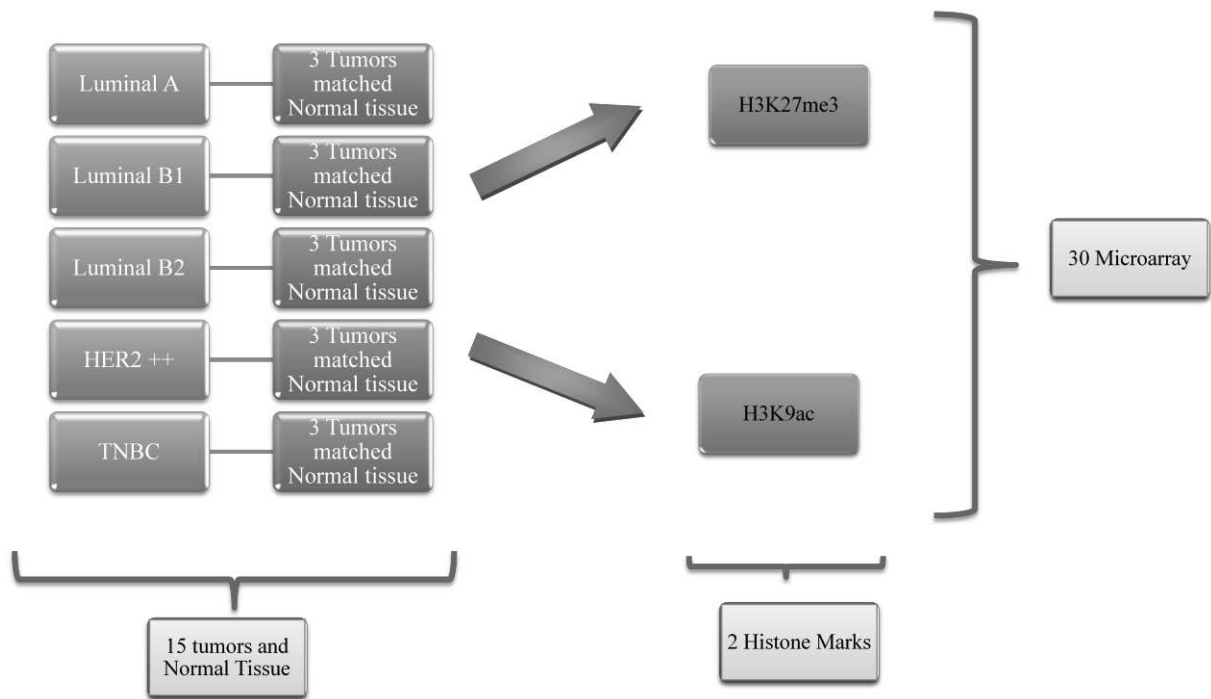 Luminal A
3 Tumors
matched
Normal tissue
Luminal B1
3 Tumors
matched
Normal tissue
Luminal B2
3 Tumors
matched
Normal tissue
HER2 ++
3 Tumors
matched
Normal tissue
TNBC
3 Tumors
matched
Normal tissue
15 tumors and
Normal Tissue
H3K27me3
H3K9ac
2 Histone Marks
30 Microarray